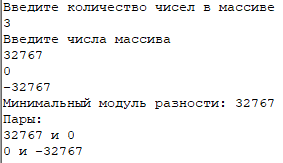 Введите количество чисел в массиве
3
Введите числа массива
32767
0
-32767
Минимальный модуль разности: 32767
Пары:
32767 и 0
0 и -32767